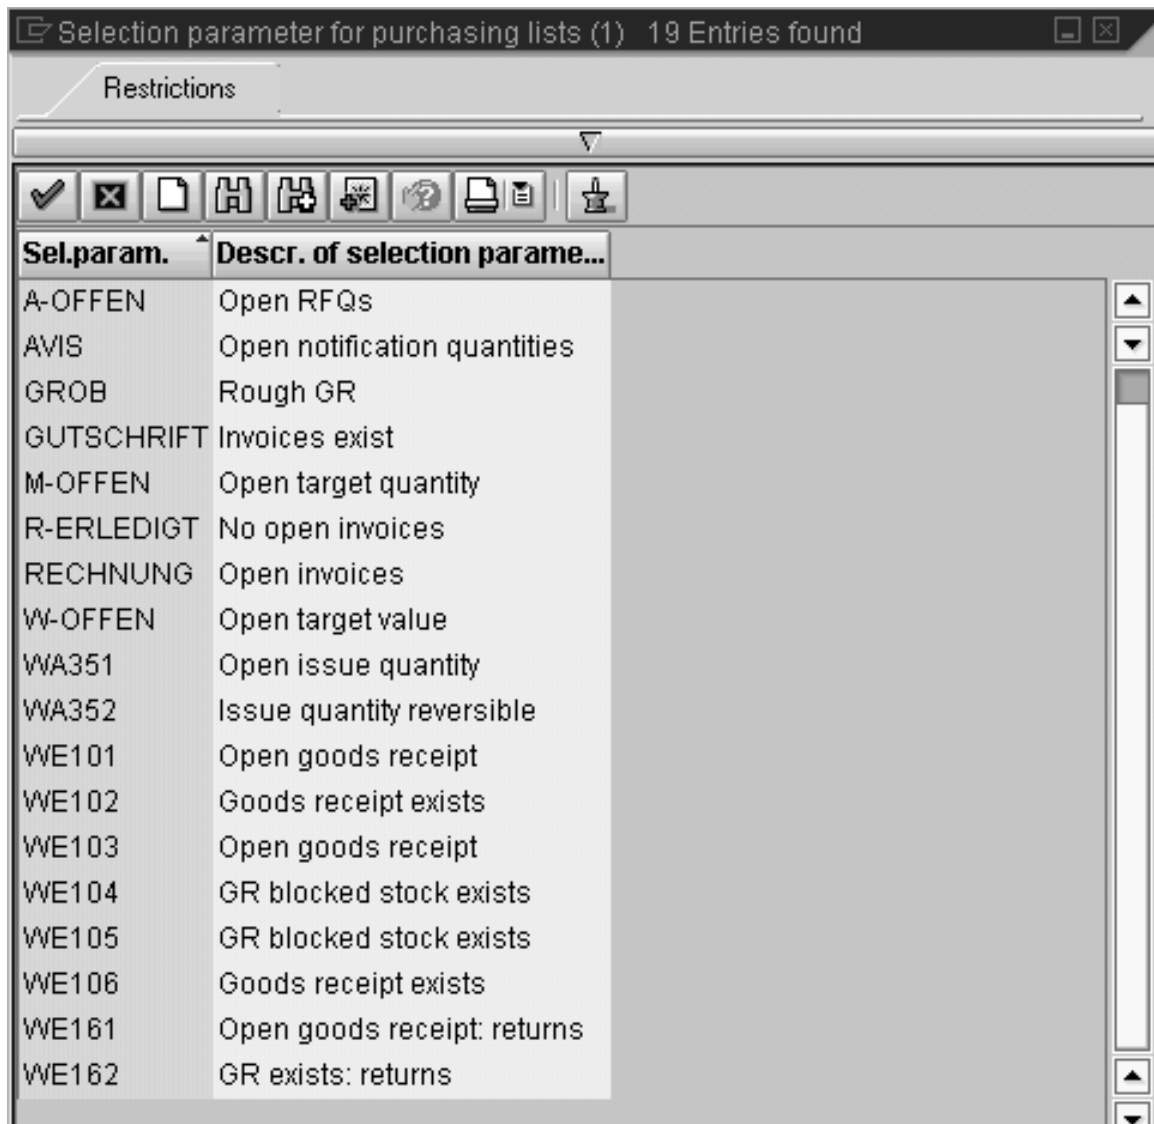 Selection parameter for purchasing lists (1) 19 Entries found
Restrictions
Sel.param. Descr. of selection parame...
A-OFFEN Open RFQs
AVIS Open notification quantities
GROB Rough GR
GUTSCHRIFT Invoices exist
M-OFFEN Open target quantity
R-ERLEDIGT No open invoices
RECHNUNG Open invoices
W-OFFEN Open target value
WA351 Open issue quantity
WA352 Issue quantity reversible
WE101 Open goods receipt
WE102 Goods receipt exists
WE103 Open goods receipt
WE104 GR blocked stock exists
WE105 GR blocked stock exists
WE106 Goods receipt exists
WE161 Open goods receipt: returns
WE162 GR exists: returns